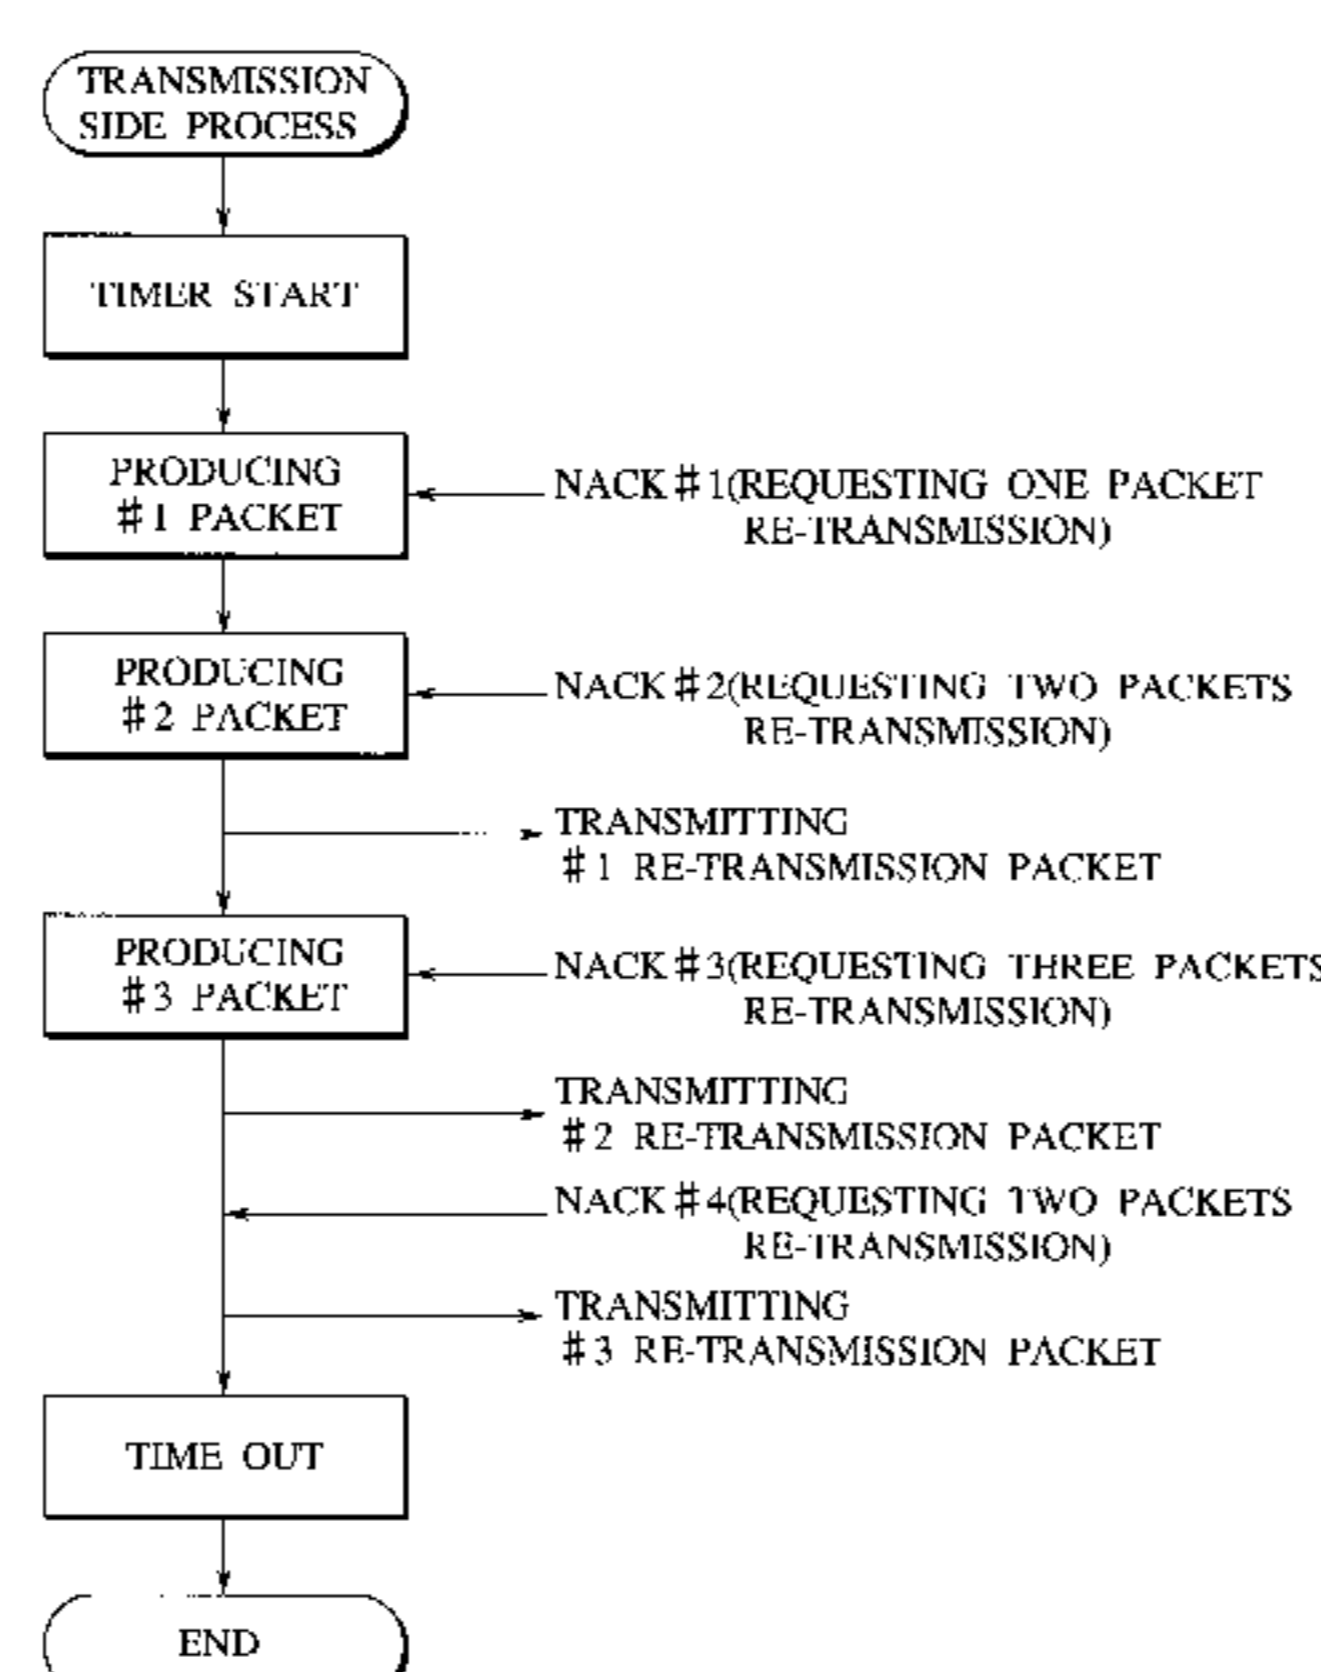 TRANSMISSION
SIDE PROCESS
TIMER START
PRODUCING
#1 PACKET
NACK#1(REQUESTING ONE PACKET
RE-TRANSMISSION)
PRODUCING
#2 PACKET
NACK#2(REQUESTING TWO PACKETS
RE-TRANSMISSION)
TRANSMITTING
#1 RE-TRANSMISSION PACKET
PRODUCING
#3 PACKET
NACK#3(REQUESTING THREE PACKETS
RE-TRANSMISSION)
TRANSMITTING
#2 RE-TRANSMISSION PACKET
NACK#4(REQUESTING TWO PACKETS
RE-TRANSMISSION)
TRANSMITTING
#3 RE-TRANSMISSION PACKET
TIME OUT
END